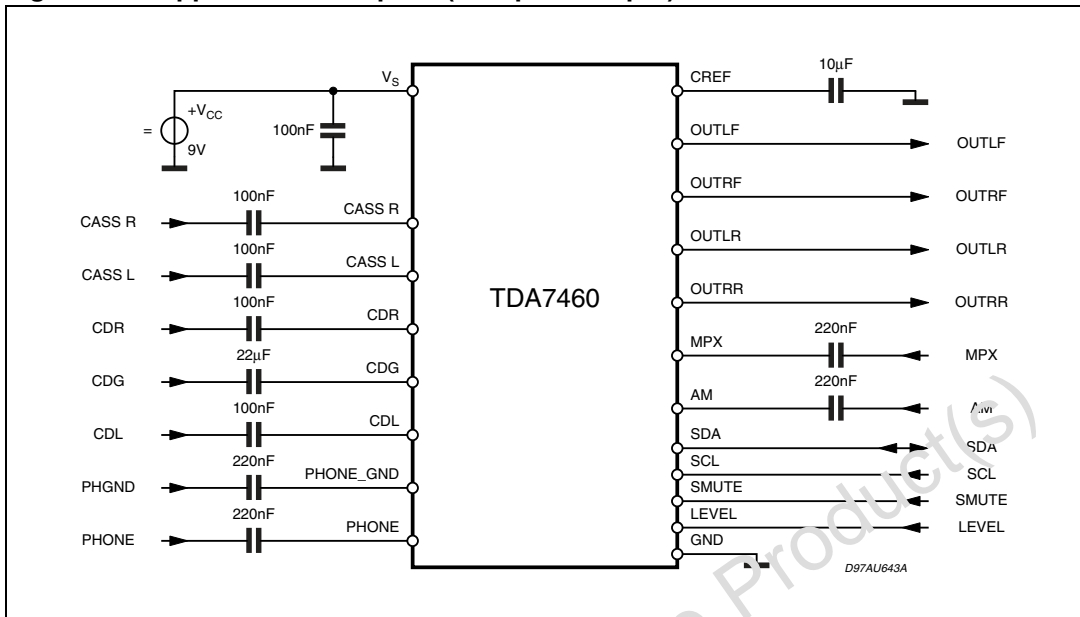 V_S
+V_CC
=
9V
100nF
CASS R
100nF
CASS R
CASS L
100nF
CASS L
CDR
100nF
CDR
CDG
22µF
CDG
CDL
100nF
CDL
PHGND
220nF
PHONE_GND
PHONE
220nF
PHONE
TDA7460
CREF
10µF
OUTLF
OUTLF
OUTRF
OUTRF
OUTLR
OUTLR
OUTRR
OUTRR
MPX
220nF
MPX
AM
220nF
AM
SDA
SDA
SCL
SCL
SMUTE
SMUTE
LEVEL
LEVEL
GND
D97AU643A
Product(s)